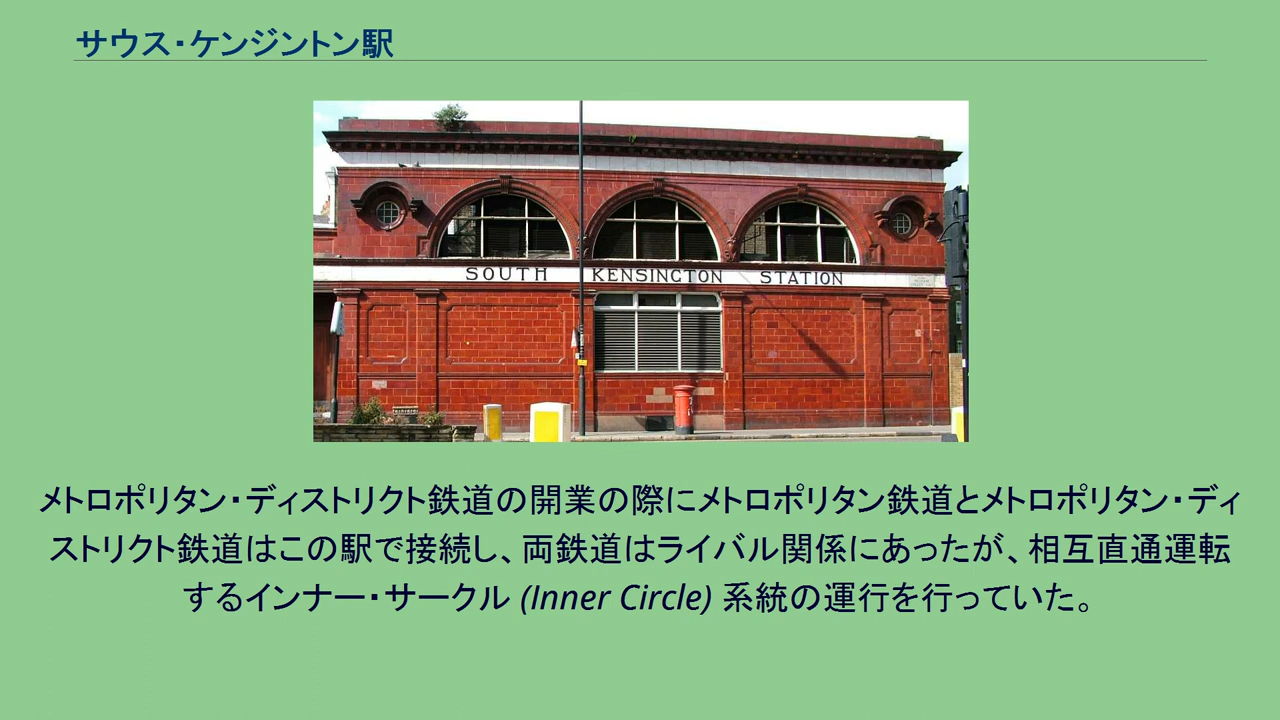 サウス・ケンジントン駅
SOUTH KENSINGTON STATION
メトロポリタン・ディストリクト鉄道の開業の際にメトロポリタン鉄道とメトロポリタン・ディ
ストリクト鉄道はこの駅で接続し、両鉄道はライバル関係にあったが、相互直通運転
するインナー・サークル (Inner Circle) 系統の運行を行っていた。